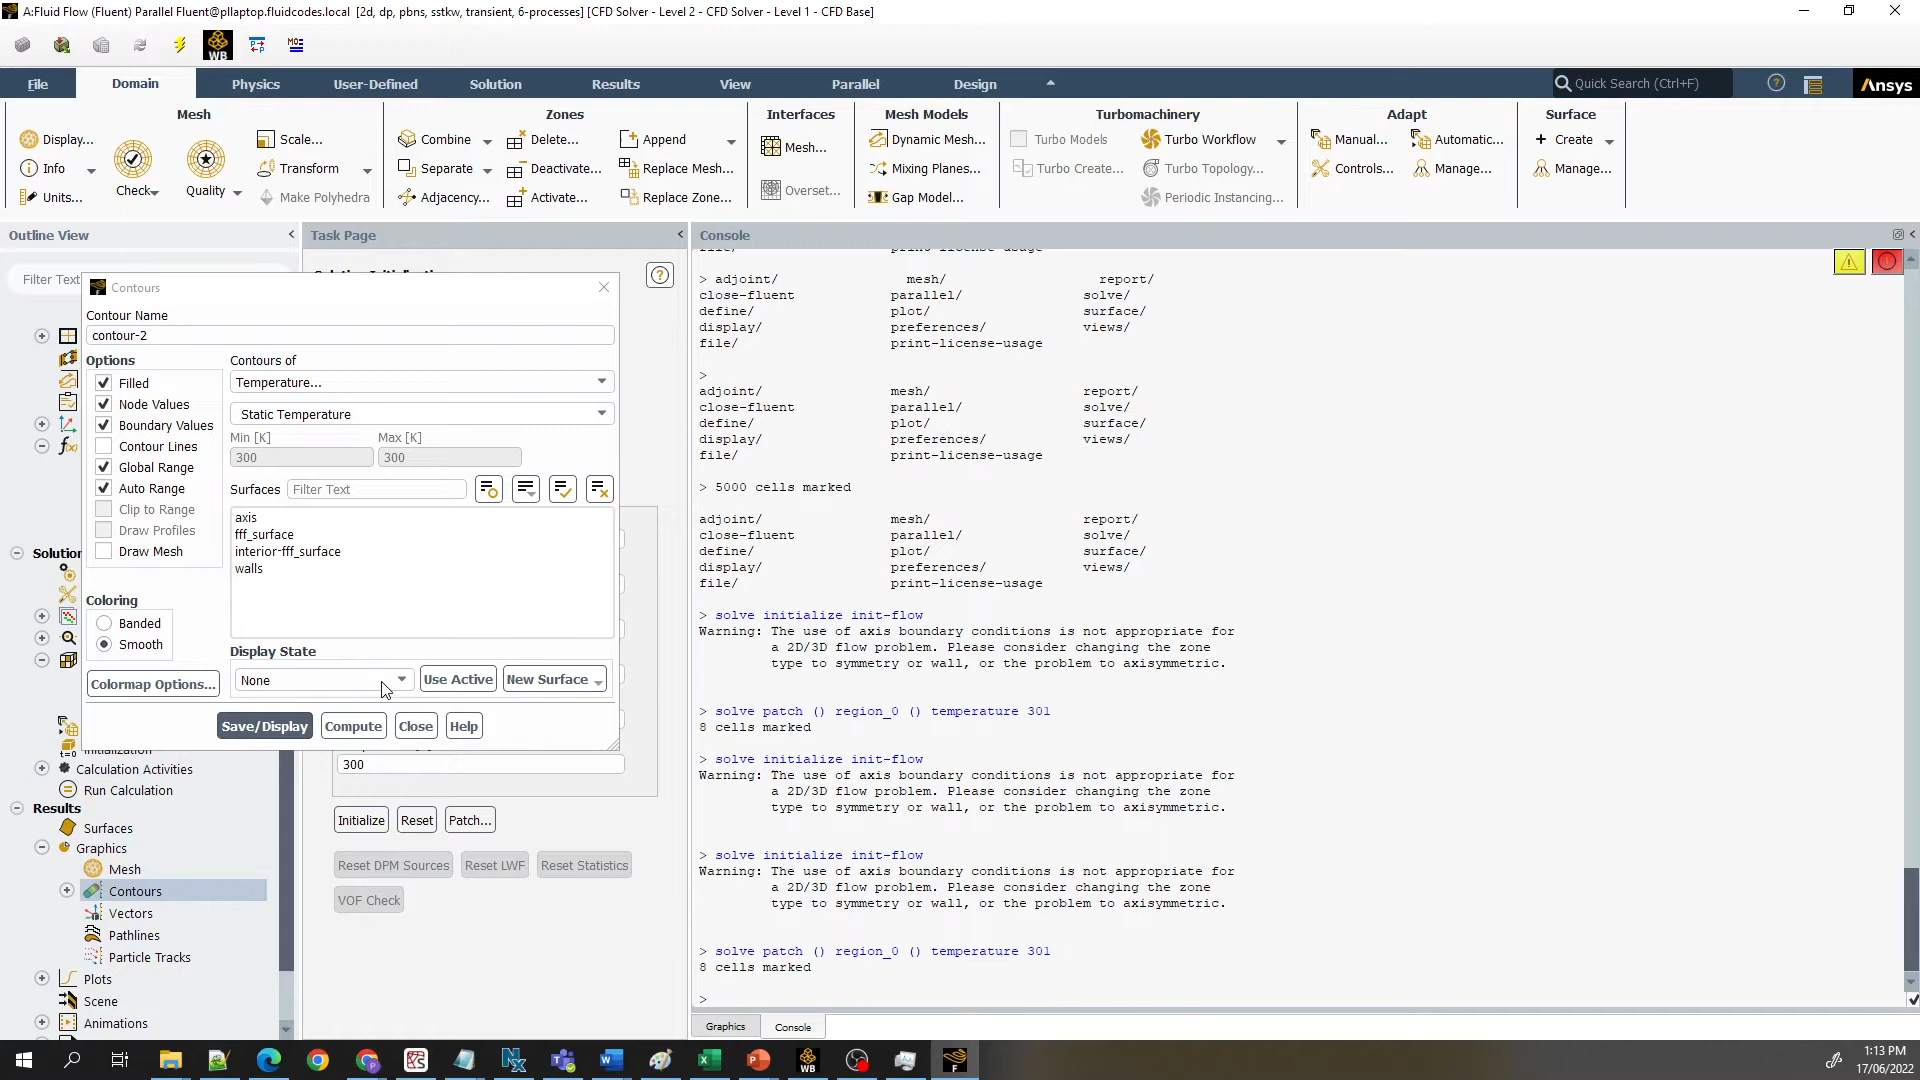 A:Fluid Flow (Fluent) Parallel Fluent@pllaptop.fluidcodes.local [2d, dp, pbns, sstkw, transient, 6-processes] [CFD Solver - Level 2 - CFD Solver - Level 1 - CFD Base]
WB
File Domain Physics User-Defined Solution Results View Parallel Design
Quick Search (Ctrl+F)
Ansys
Mesh Zones Interfaces Mesh Models Turbomachinery Adapt Surface
Display... Scale... Combine Delete... Append Mesh... Dynamic Mesh... Turbo Models Turbo Workflow Manual... Automatic... + Create
Info Check Quality Transform Separate Deactivate... Replace Mesh... Overset... Mixing Planes... Turbo Create... Turbo Topology... Controls... Manage... Manage...
Units... Make Polyhedra Adjacency... Activate... Replace Zone... Gap Model... Periodic Instancing...
Outline View
Filter Text
Solution
Calculation Activities
Run Calculation
Results
Surfaces
Graphics
Mesh
Contours
Vectors
Pathlines
Particle Tracks
Plots
Scene
Animations
Task Page
300
Initialize Reset Patch...
Reset DPM Sources Reset LWF Reset Statistics
VOF Check
Contours
Contour Name
contour-2
Options
Filled
Node Values
Boundary Values
Contour Lines
Global Range
Auto Range
Clip to Range
Draw Profiles
Draw Mesh
Coloring
Banded
Smooth
Colormap Options...
Contours of
Temperature...
Static Temperature
Min [K] Max [K]
300 300
Surfaces Filter Text
axis
fff_surface
interior-fff_surface
walls
Display State
None Use Active New Surface
Save/Display Compute Close Help
Console
> adjoint/ mesh/ report/
close-fluent parallel/ solve/
define/ plot/ surface/
display/ preferences/ views/
file/ print-license-usage
>
adjoint/ mesh/ report/
close-fluent parallel/ solve/
define/ plot/ surface/
display/ preferences/ views/
file/ print-license-usage
> 5000 cells marked
adjoint/ mesh/ report/
close-fluent parallel/ solve/
define/ plot/ surface/
display/ preferences/ views/
file/ print-license-usage
> solve initialize init-flow
Warning: The use of axis boundary conditions is not appropriate for
a 2D/3D flow problem. Please consider changing the zone
type to symmetry or wall, or the problem to axisymmetric.
> solve patch () region_0 () temperature 301
8 cells marked
> solve initialize init-flow
Warning: The use of axis boundary conditions is not appropriate for
a 2D/3D flow problem. Please consider changing the zone
type to symmetry or wall, or the problem to axisymmetric.
> solve initialize init-flow
Warning: The use of axis boundary conditions is not appropriate for
a 2D/3D flow problem. Please consider changing the zone
type to symmetry or wall, or the problem to axisymmetric.
> solve patch () region_0 () temperature 301
8 cells marked
>
Graphics Console
1:13 PM
17/06/2022